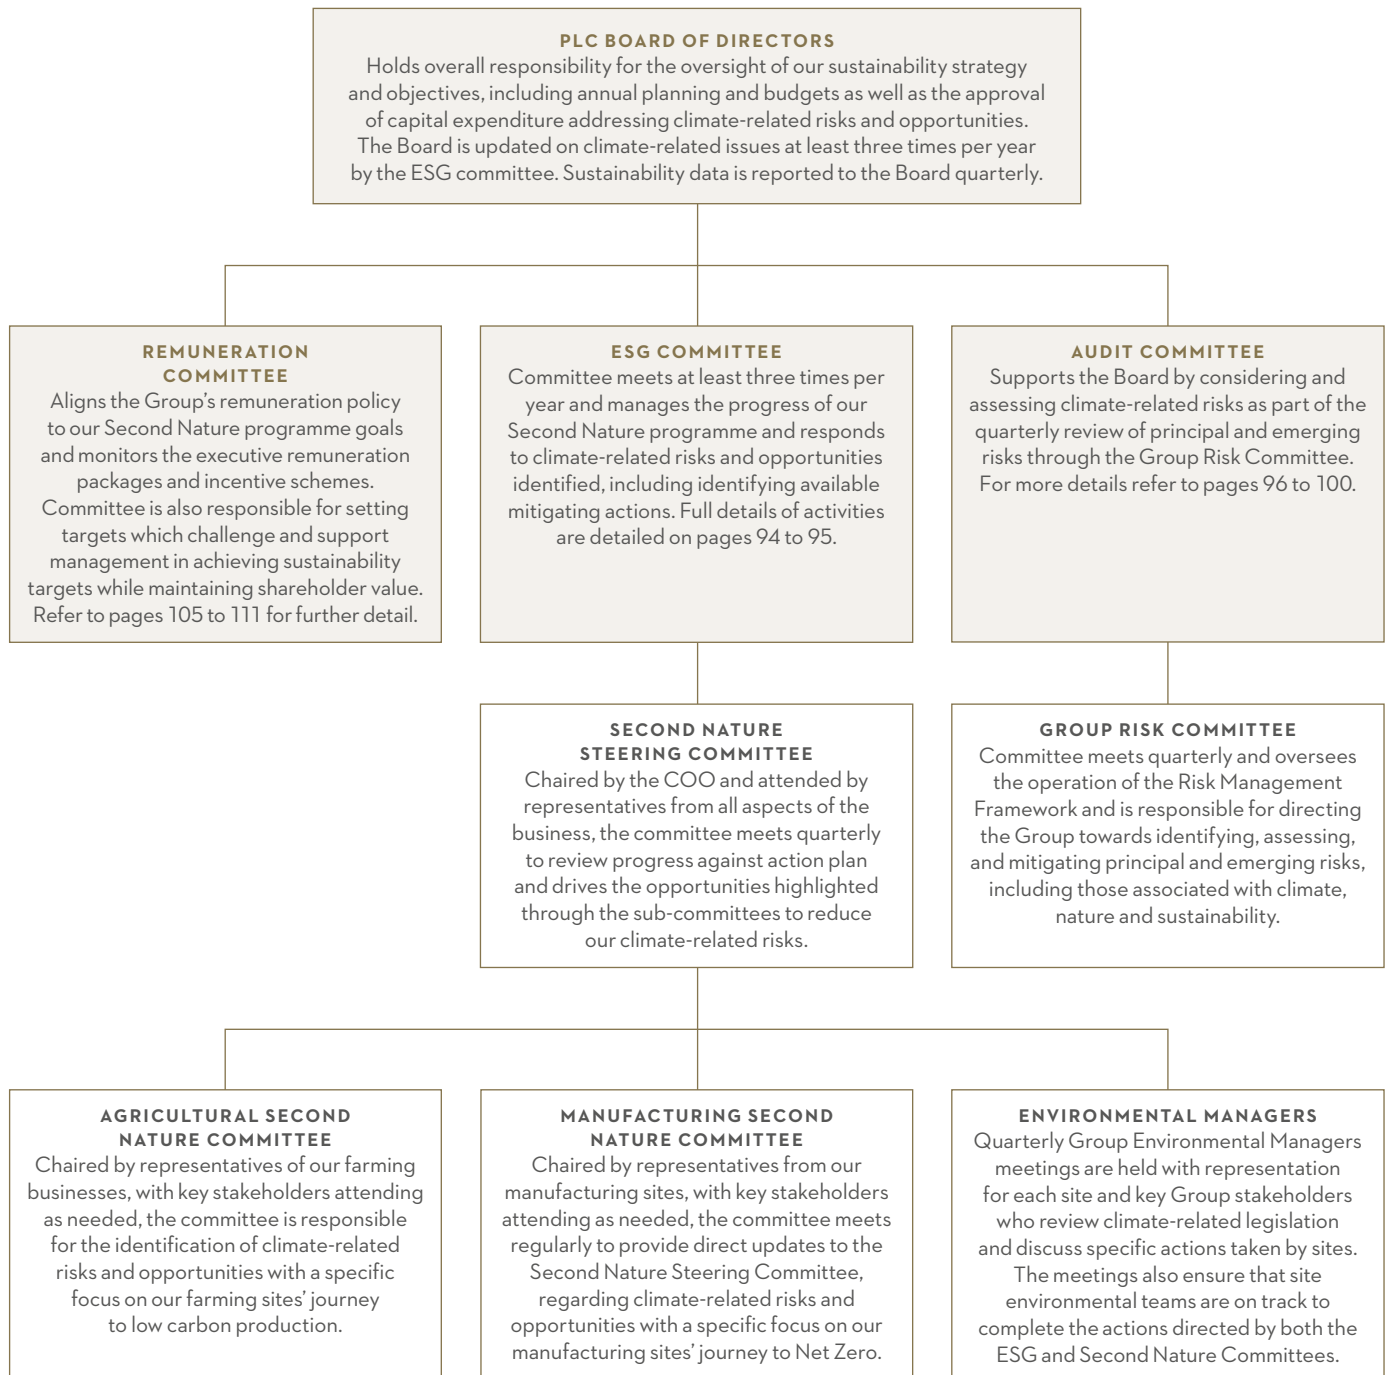 PLC BOARD OF DIRECTORS
Holds overall responsibility for the oversight of our sustainability strategy
and objectives, including annual planning and budgets as well as the approval
of capital expenditure addressing climate-related risks and opportunities.
The Board is updated on climate-related issues at least three times per year
by the ESG committee. Sustainability data is reported to the Board quarterly.
REMUNERATION
COMMITTEE
Aligns the Group's remuneration policy
to our Second Nature programme goals
and monitors the executive remuneration
packages and incentive schemes.
Committee is also responsible for setting
targets which challenge and support
management in achieving sustainability
targets while maintaining shareholder value.
Refer to pages 105 to 111 for further detail.
ESG COMMITTEE
Committee meets at least three times per
year and manages the progress of our
Second Nature programme and responds
to climate-related risks and opportunities
identified, including identifying available
mitigating actions. Full details of activities
are detailed on pages 94 to 95.
AUDIT COMMITTEE
Supports the Board by considering and
assessing climate-related risks as part of the
quarterly review of principal and emerging
risks through the Group Risk Committee.
For more details refer to pages 96 to 100.
SECOND NATURE
STEERING COMMITTEE
Chaired by the COO and attended by
representatives from all aspects of the
business, the committee meets quarterly
to review progress against action plan
and drives the opportunities highlighted
through the sub-committees to reduce
our climate-related risks.
GROUP RISK COMMITTEE
Committee meets quarterly and oversees
the operation of the Risk Management
Framework and is responsible for directing
the Group towards identifying, assessing,
and mitigating principal and emerging risks,
including those associated with climate,
nature and sustainability.
AGRICULTURAL SECOND
NATURE COMMITTEE
Chaired by representatives of our farming
businesses, with key stakeholders attending
as needed, the committee is responsible
for the identification of climate-related
risks and opportunities with a specific
focus on our farming sites' journey
to low carbon production.
MANUFACTURING SECOND
NATURE COMMITTEE
Chaired by representatives from our
manufacturing sites, with key stakeholders
attending as needed, the committee meets
regularly to provide direct updates to the
Second Nature Steering Committee,
regarding climate-related risks and
opportunities with a specific focus on our
manufacturing sites' journey to Net Zero.
ENVIRONMENTAL MANAGERS
Quarterly Group Environmental Managers
meetings are held with representation
for each site and key Group stakeholders
who review climate-related legislation
and discuss specific actions taken by sites.
The meetings also ensure that site
environmental teams are on track to
complete the actions directed by both the
ESG and Second Nature Committees.